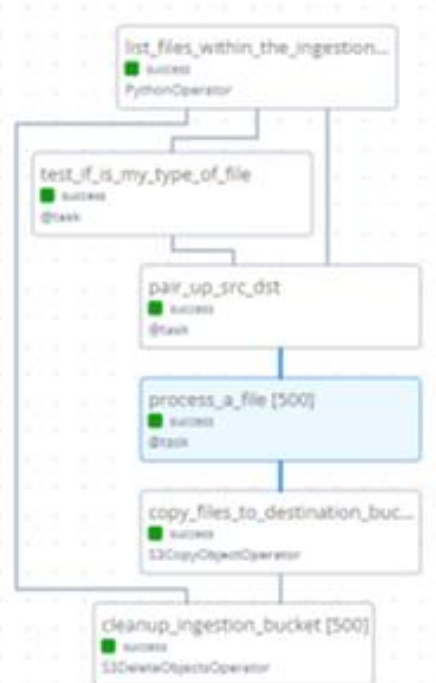 list_files_within_the_ingestion...
success
PythonOperator
test_if_is_my_type_of_file
success
@task
pair_up_src_dst
success
@task
process_a_file [500]
success
@task
copy_files_to_destination_buc...
success
S3CopyObjectOperator
cleanup_ingestion_bucket [500]
success
S3DeleteObjectsOperator